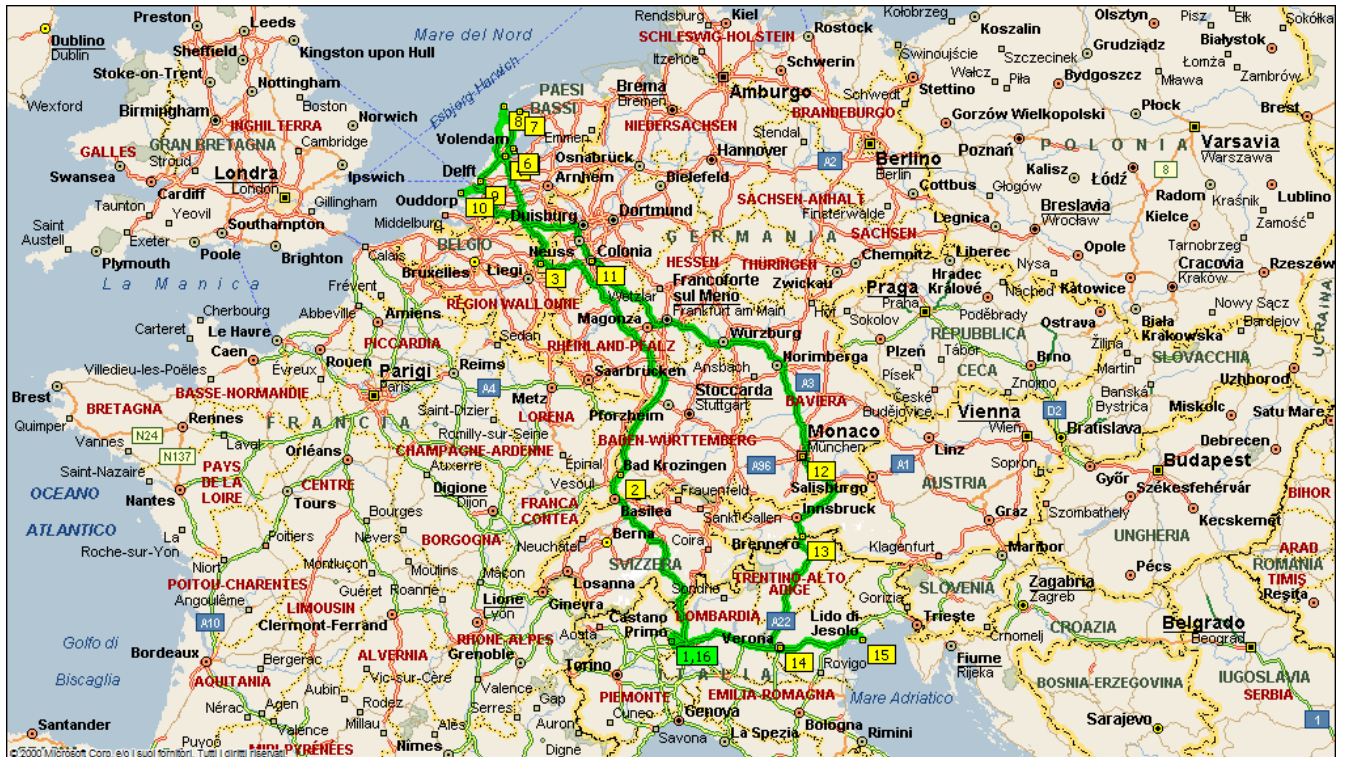 Preston
Leeds
Dublino
Dublin
Sheffield
Kingston upon Hull
Mare del Nord
Stoke-on-Trent
Nottingham
Wexford
Birmingham
Boston
Norwich
INGHILTERRA
GALLES
GRAN BRETAGNA
Cambridge
Stroud
Swansea
Londra
London
Ipswich
Cardiff
Gillingham
Taunton
Yeovil
Southampton
Saint
Austell
Exeter
Plymouth
Poole
Brighton
Calais
La Manica
Esbjerg-Harwich
Rendsburg
Kiel
Rostock
SCHLESWIG-HOLSTEIN
Itzehoe
Schwerin
Amburgo
Brema
Bremen
PAESI
BASSI
NIEDERSACHSEN
BRANDEBURGO
Volendam
Emmen
8
7
6
Stendal
Hannover
A2
Berlino
Berlin
Osnabrück
Delft
Arnhem
Bielefeld
9
10
Ouddorp
Middelburg
Duisburg
Dortmund
SACHSEN-ANHALT
Finsterwalde
Cottbus
SACHSEN
BELGIO
Neuss
Colonia
GERMANIA
Bruxelles
Liegi
3
11
HESSEN
THÜRINGEN
Chemnitz
Wetzlar
Francoforte
sul Meno
Frankfurt am Main
Zwickau
Hof
REGION WALLONNE
Magonza
Würzburg
RHEINLAND-PFALZ
Norimberga
Ansbach
Saarbrücken
Stoccarda
Stuttgart
A3
BAVIERA
Pforzheim
BADEN-WÜRTTEMBERG
Monaco
München
A96
12
Bad Krozingen
2
Frauenfeld
Salisburgo
Basilea
Sankt Gallen
Innsbruck
Berna
Coira
Brennero
13
SVIZZERA
TRENTINO-ALTO
ADIGE
Sondrio
LOMBARDIA
Castano
Primo
Verona
A22
Lido di
Jesolo
1,16
14
15
Rovigo
ITALIA
Torino
PIEMONTE
EMILIA-ROMAGNA
Mare Adriatico
Cuneo
Genova
Bologna
Savona
La Spezia
Rimini
Aosta
Losanna
Ginevra
Neuchâtel
Kołobrzeg
Koszalin
Olsztyn
Pisz
Ełk
Sokółka
Świnoujście
Szczecinek
Grudziądz
Białystok
Wałcz
Piła
Bydgoszcz
Łomża
Mława
Zambrów
Schwedt
Stettino
Gorzów Wielkopolski
Płock
Brest
Varsavia
Warszawa
Poznań
POLONIA
8
Kalisz
Łódź
Głogów
Radom
Lublino
Legnica
Breslavia
Wrocław
Kraśnik
Kielce
Zamość
Liberec
Opole
Tarnobrzeg
Nysa
Cracovia
Kraków
Rzeszów
Hradec
Králové
Náchod
Katowice
Praga
Praha
Poděbrady
Sokolov
Ostrava
Biała
Krakowska
Nowy Sącz
Bardejov
UCRAINA
REPUBBLICA
CECA
Plzeň
Tábor
Brno
Žilina
Martin
SLOVACCHIA
Písek
České
Budějovice
Znojmo
Banská
Bystrica
Uzhborod
Vienna
Wien
D2
Miskolc
Satu Mare
Bratislava
Linz
A1
Debrecen
Sopron
Budapest
Győr
AUSTRIA
Székesfehérvár
BIHOR
Szombathely
Graz
Kecskemet
UNGHERIA
Klagenfurt
Maribor
ARAD
ROMANIA
Pécs
TIMIŞ
Reşita
SLOVENIA
Zagabria
Zagreb
Gorizia
Trieste
CROAZIA
Crnomelj
Belgrado
Beograd
Fiume
Rijeka
BOSNIA-ERZEGOVINA
IUGOSLAVIA
SERBIA
Sarajevo
1
Cherbourg
Frévent
Abbeville
Amiens
Carteret
Le Havre
PICCARDIA
Sedan
Caen
Rouen
Reims
Villedieu-les-Poëles
Évreux
Parigi
Paris
BASSE-NORMANDIE
A4
Metz
Brest
Saint-Dizier
LORENA
BRETAGNA
Rennes
Quimper
FRANCIA
Romilly-sur-Seine
N24
Laval
Vannes
CHAMPAGNE-ARDENNE
Orléans
N137
Epinal
Auxerre
Vesoul
Saint-Nazaire
PAYS
DE LA
LOIRE
CENTRE
Digione
Dijon
OCEANO
ATLANTICO
Nantes
Tours
FRANCA
CONTEA
Bourges
La
Roche-sur-Yon
Poitiers
Nevers
BORGOGNA
Niort
Montluçon
Moulins
Mâcon
POITOU-CHARENTES
Guéret
Roanne
Angoulême
LIMOUSIN
Lione
Lyon
A10
Clermont-Ferrand
RHONE-ALPES
Golfo di
Biscaglia
Bordeaux
ALVERNIA
Grenoble
Bergerac
AQUITANIA
Vic-sur-Cère
Valence
Aubin
Gap
Agen
Rodez
Serres
Nérac
Auron
Valence
Millau
Alès
Santander
Puyoô
Nimes
Digne
MIDI-PYRÉNÉES
© 2000 Microsoft Corp. e/o i suoi fornitori. Tutti i diritti riservati.